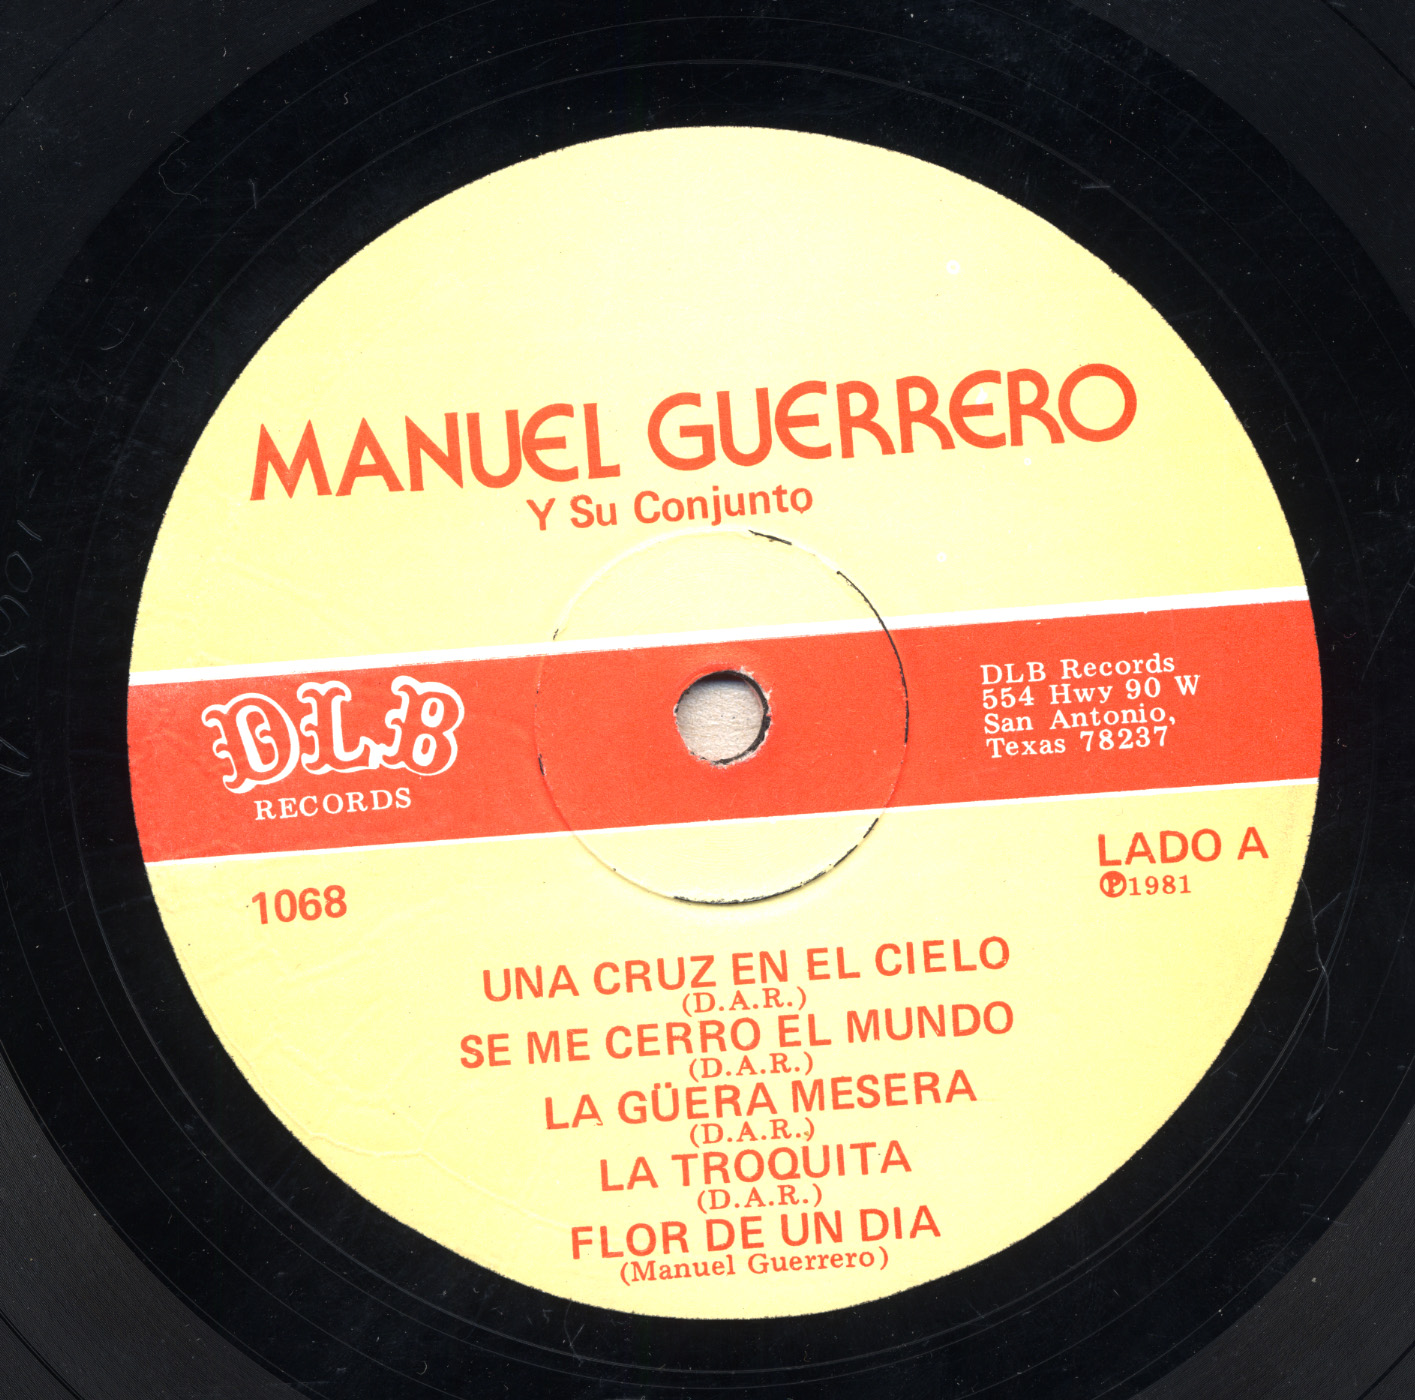 MANUEL GUERRERO
Y Su Conjunto
DLB
RECORDS
DLB Records
554 Hwy 90 W
San Antonio,
Texas 78237
LADO A
Ⓟ1981
1068
UNA CRUZ EN EL CIELO
(D.A.R.)
SE ME CERRO EL MUNDO
(D.A.R.)
LA GÜERA MESERA
(D.A.R.)
LA TROQUITA
(D.A.R.)
FLOR DE UN DIA
(Manuel Guerrero)